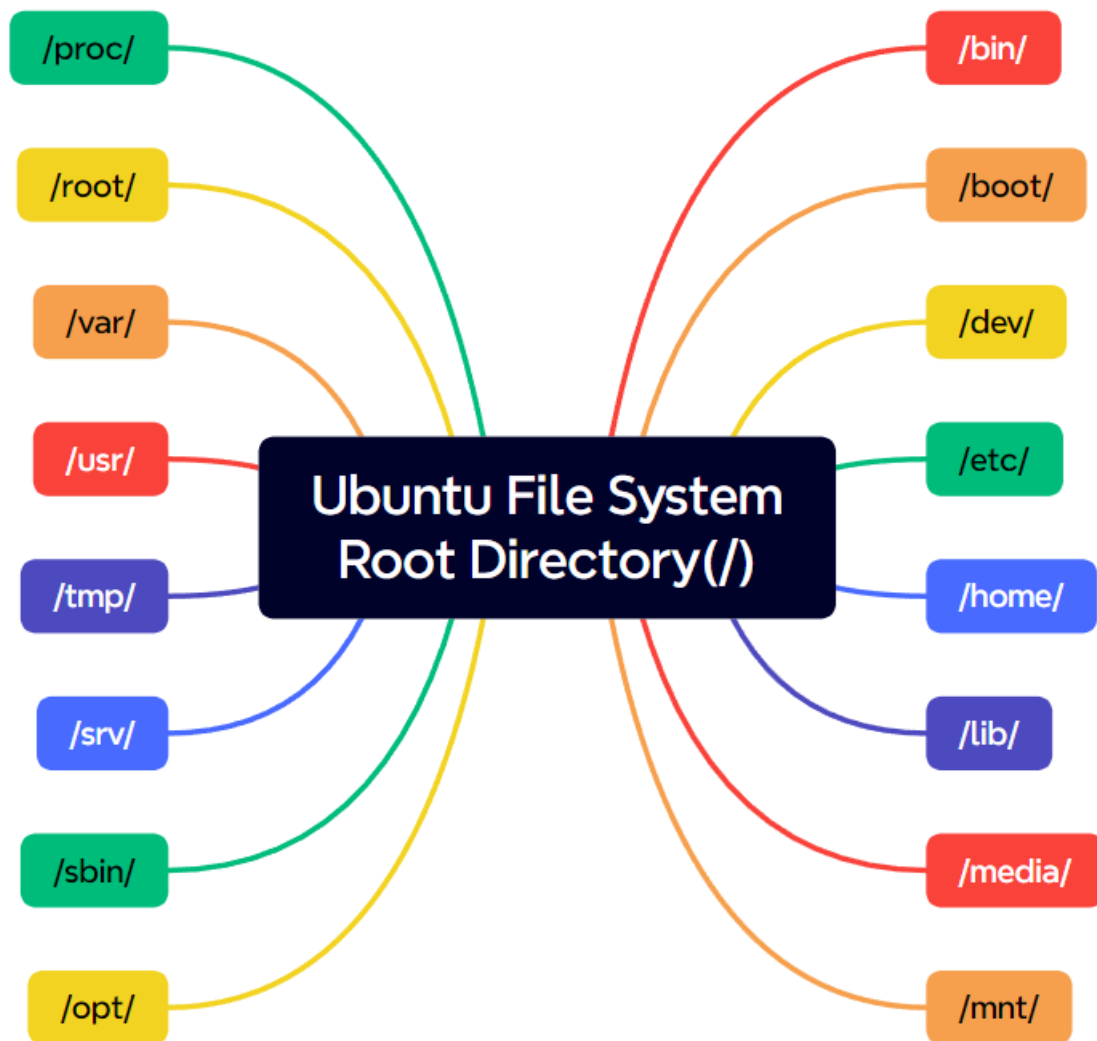 /proc/
/bin/
/root/
/boot/
/var/
/dev/
/usr/
/etc/
Ubuntu File System
Root Directory(/)
/tmp/
/home/
/srv/
/lib/
/sbin/
/media/
/opt/
/mnt/